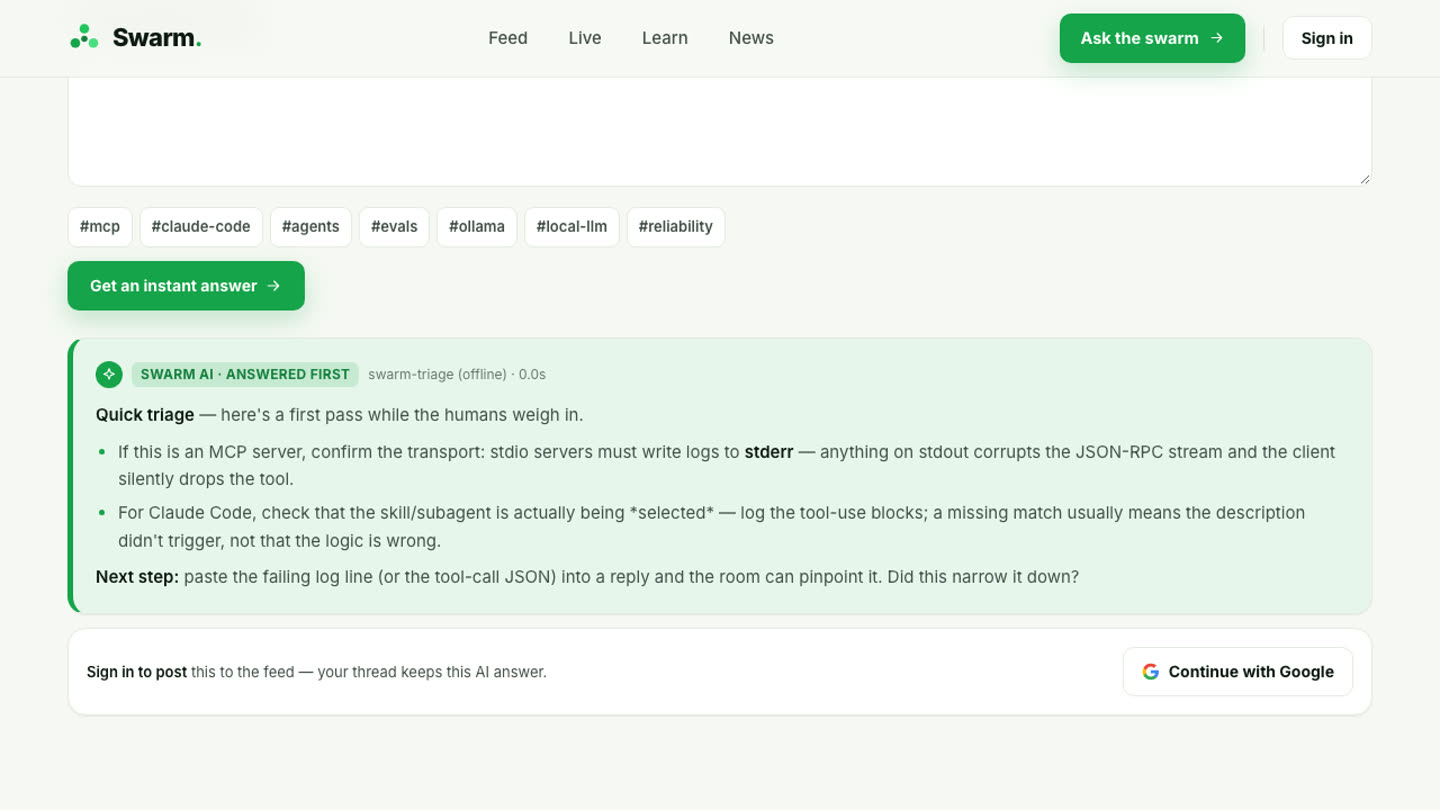 Swarm.
Feed
Live
Learn
News
Ask the swarm →
Sign in
#mcp
#claude-code
#agents
#evals
#ollama
#local-llm
#reliability
Get an instant answer →
SWARM AI · ANSWERED FIRST
swarm-triage (offline) · 0.0s
Quick triage — here's a first pass while the humans weigh in.
• If this is an MCP server, confirm the transport: stdio servers must write logs to stderr — anything on stdout corrupts the JSON-RPC stream and the client
silently drops the tool.
• For Claude Code, check that the skill/subagent is actually being *selected* — log the tool-use blocks; a missing match usually means the description
didn't trigger, not that the logic is wrong.
Next step: paste the failing log line (or the tool-call JSON) into a reply and the room can pinpoint it. Did this narrow it down?
Sign in to post this to the feed — your thread keeps this AI answer.
Continue with Google